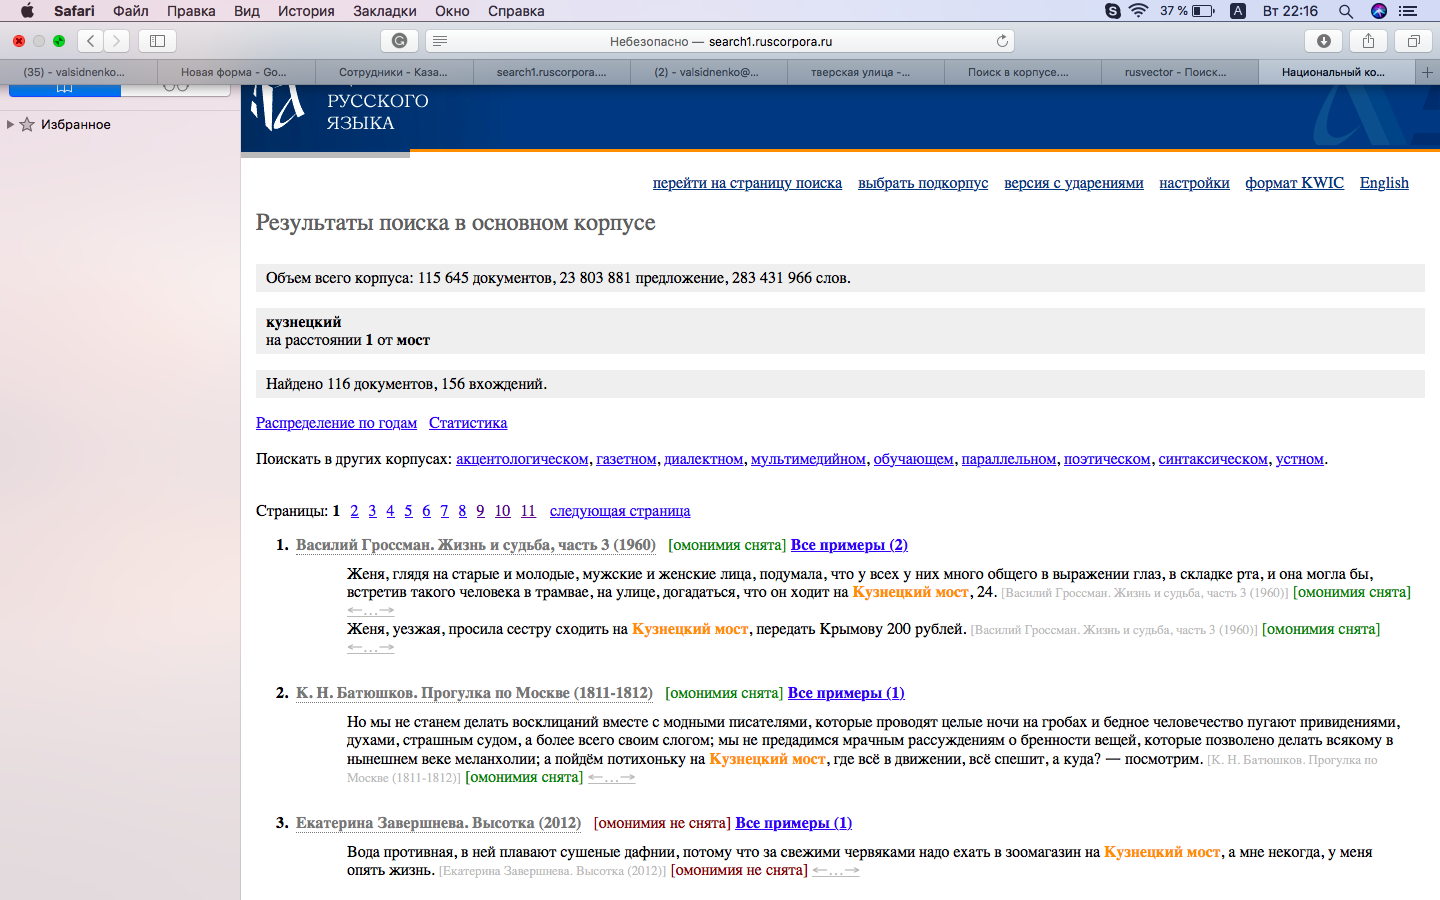 Safari Файл Правка Вид История Закладки Окно Справка 37 % A Вт 22:16
Небезопасно — search1.ruscorpora.ru
(35) - valsidnenko... Новая форма - Go... Сотрудники - Каза... search1.ruscorpora.... (2) - valsidnenko@... тверская улица -... Поиск в корпусе.... rusvector - Поиск... Национальный ко...
Избранное
РУССКОГО
ЯЗЫКА
перейти на страницу поиска выбрать подкорпус версия с ударениями настройки формат KWIC English
Результаты поиска в основном корпусе
Объем всего корпуса: 115 645 документов, 23 803 881 предложение, 283 431 966 слов.
кузнецкий
на расстоянии 1 от мост
Найдено 116 документов, 156 вхождений.
Распределение по годам Статистика
Поискать в других корпусах: акцентологическом, газетном, диалектном, мультимедийном, обучающем, параллельном, поэтическом, синтаксическом, устном.
Страницы: 1 2 3 4 5 6 7 8 9 10 11 следующая страница
1. Василий Гроссман. Жизнь и судьба, часть 3 (1960) [омонимия снята] Все примеры (2)
Женя, глядя на старые и молодые, мужские и женские лица, подумала, что у всех у них много общего в выражении глаз, в складке рта, и она могла бы,
встретив такого человека в трамвае, на улице, догадаться, что он ходит на Кузнецкий мост, 24. [Василий Гроссман. Жизнь и судьба, часть 3 (1960)] [омонимия снята]
←...→
Женя, уезжая, просила сестру сходить на Кузнецкий мост, передать Крымову 200 рублей. [Василий Гроссман. Жизнь и судьба, часть 3 (1960)] [омонимия снята]
←...→
2. К. Н. Батюшков. Прогулка по Москве (1811-1812) [омонимия снята] Все примеры (1)
Но мы не станем делать восклицаний вместе с модными писателями, которые проводят целые ночи на гробах и бедное человечество пугают привидениями,
духами, страшным судом, а более всего своим слогом; мы не предадимся мрачным рассуждениям о бренности вещей, которые позволено делать всякому в
нынешнем веке меланхолии; а пойдём потихоньку на Кузнецкий мост, где всё в движении, всё спешит, а куда? — посмотрим. [К. Н. Батюшков. Прогулка по
Москве (1811-1812)] [омонимия снята] ←...→
3. Екатерина Завершнева. Высотка (2012) [омонимия не снята] Все примеры (1)
Вода противная, в ней плавают сушеные дафнии, потому что за свежими червяками надо ехать в зоомагазин на Кузнецкий мост, а мне некогда, у меня
опять жизнь. [Екатерина Завершнева. Высотка (2012)] [омонимия не снята] ←...→